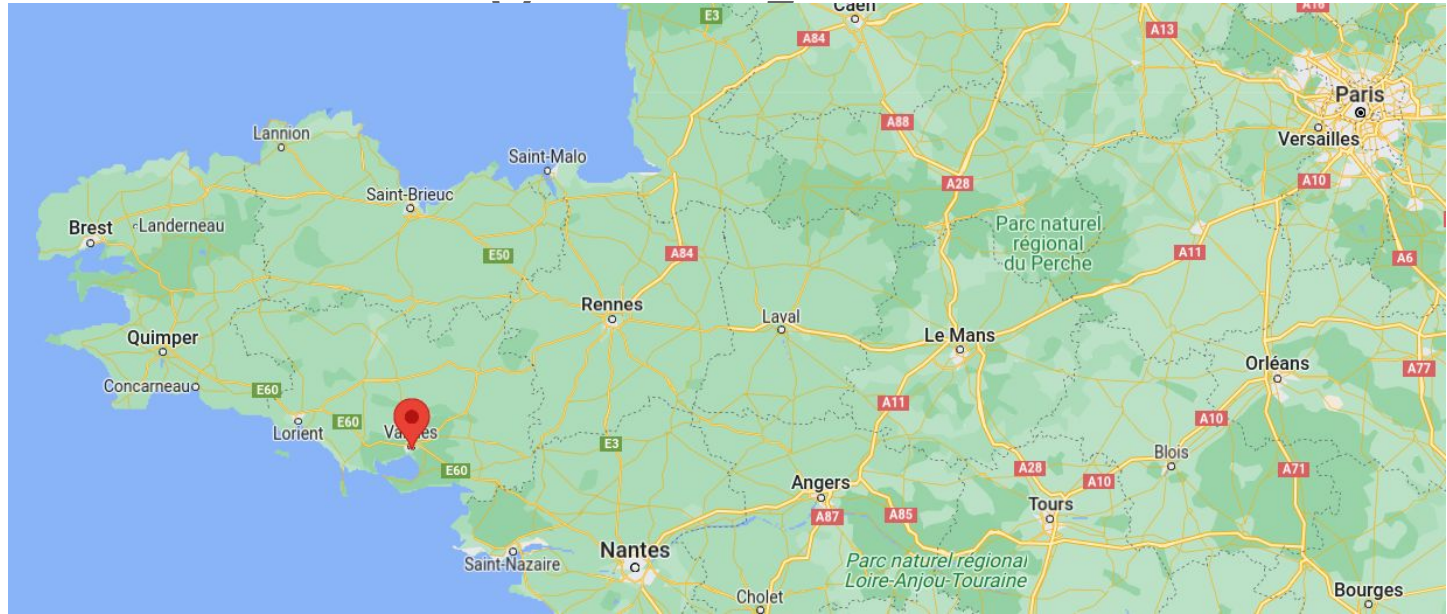 E3
Caen
A84
A13
A16
Paris
Versailles
A88
Lannion
Saint-Malo
A28
A10
Saint-Brieuc
Brest
Landerneau
Parc naturel
régional
du Perche
E50
A84
A11
A6
Rennes
Laval
Quimper
Le Mans
Orléans
Concarneau
E60
A77
A11
A10
Lorient
E60
E3
Blois
E60
A28
A10
A71
Angers
Tours
A87
A85
Nantes
Saint-Nazaire
Parc naturel régional
Loire-Anjou-Touraine
Cholet
Bourges